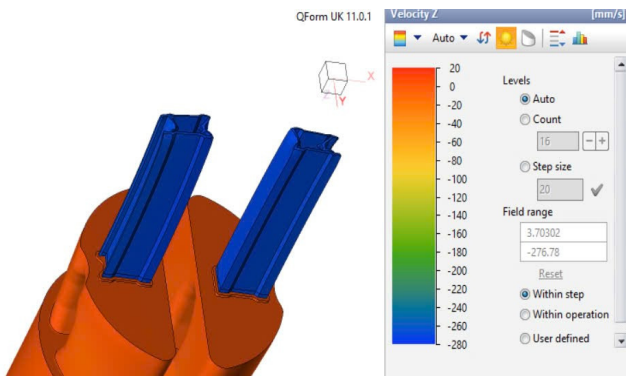 QForm UK 11.0.1
Velocity Z [mm/s]
Auto
X
Y
20
0
-20
-40
-60
-80
-100
-120
-140
-160
-180
-200
-220
-240
-260
-280
Levels
Auto
Count
16
Step size
20
Field range
3.70302
-276.78
Reset
Within step
Within operation
User defined